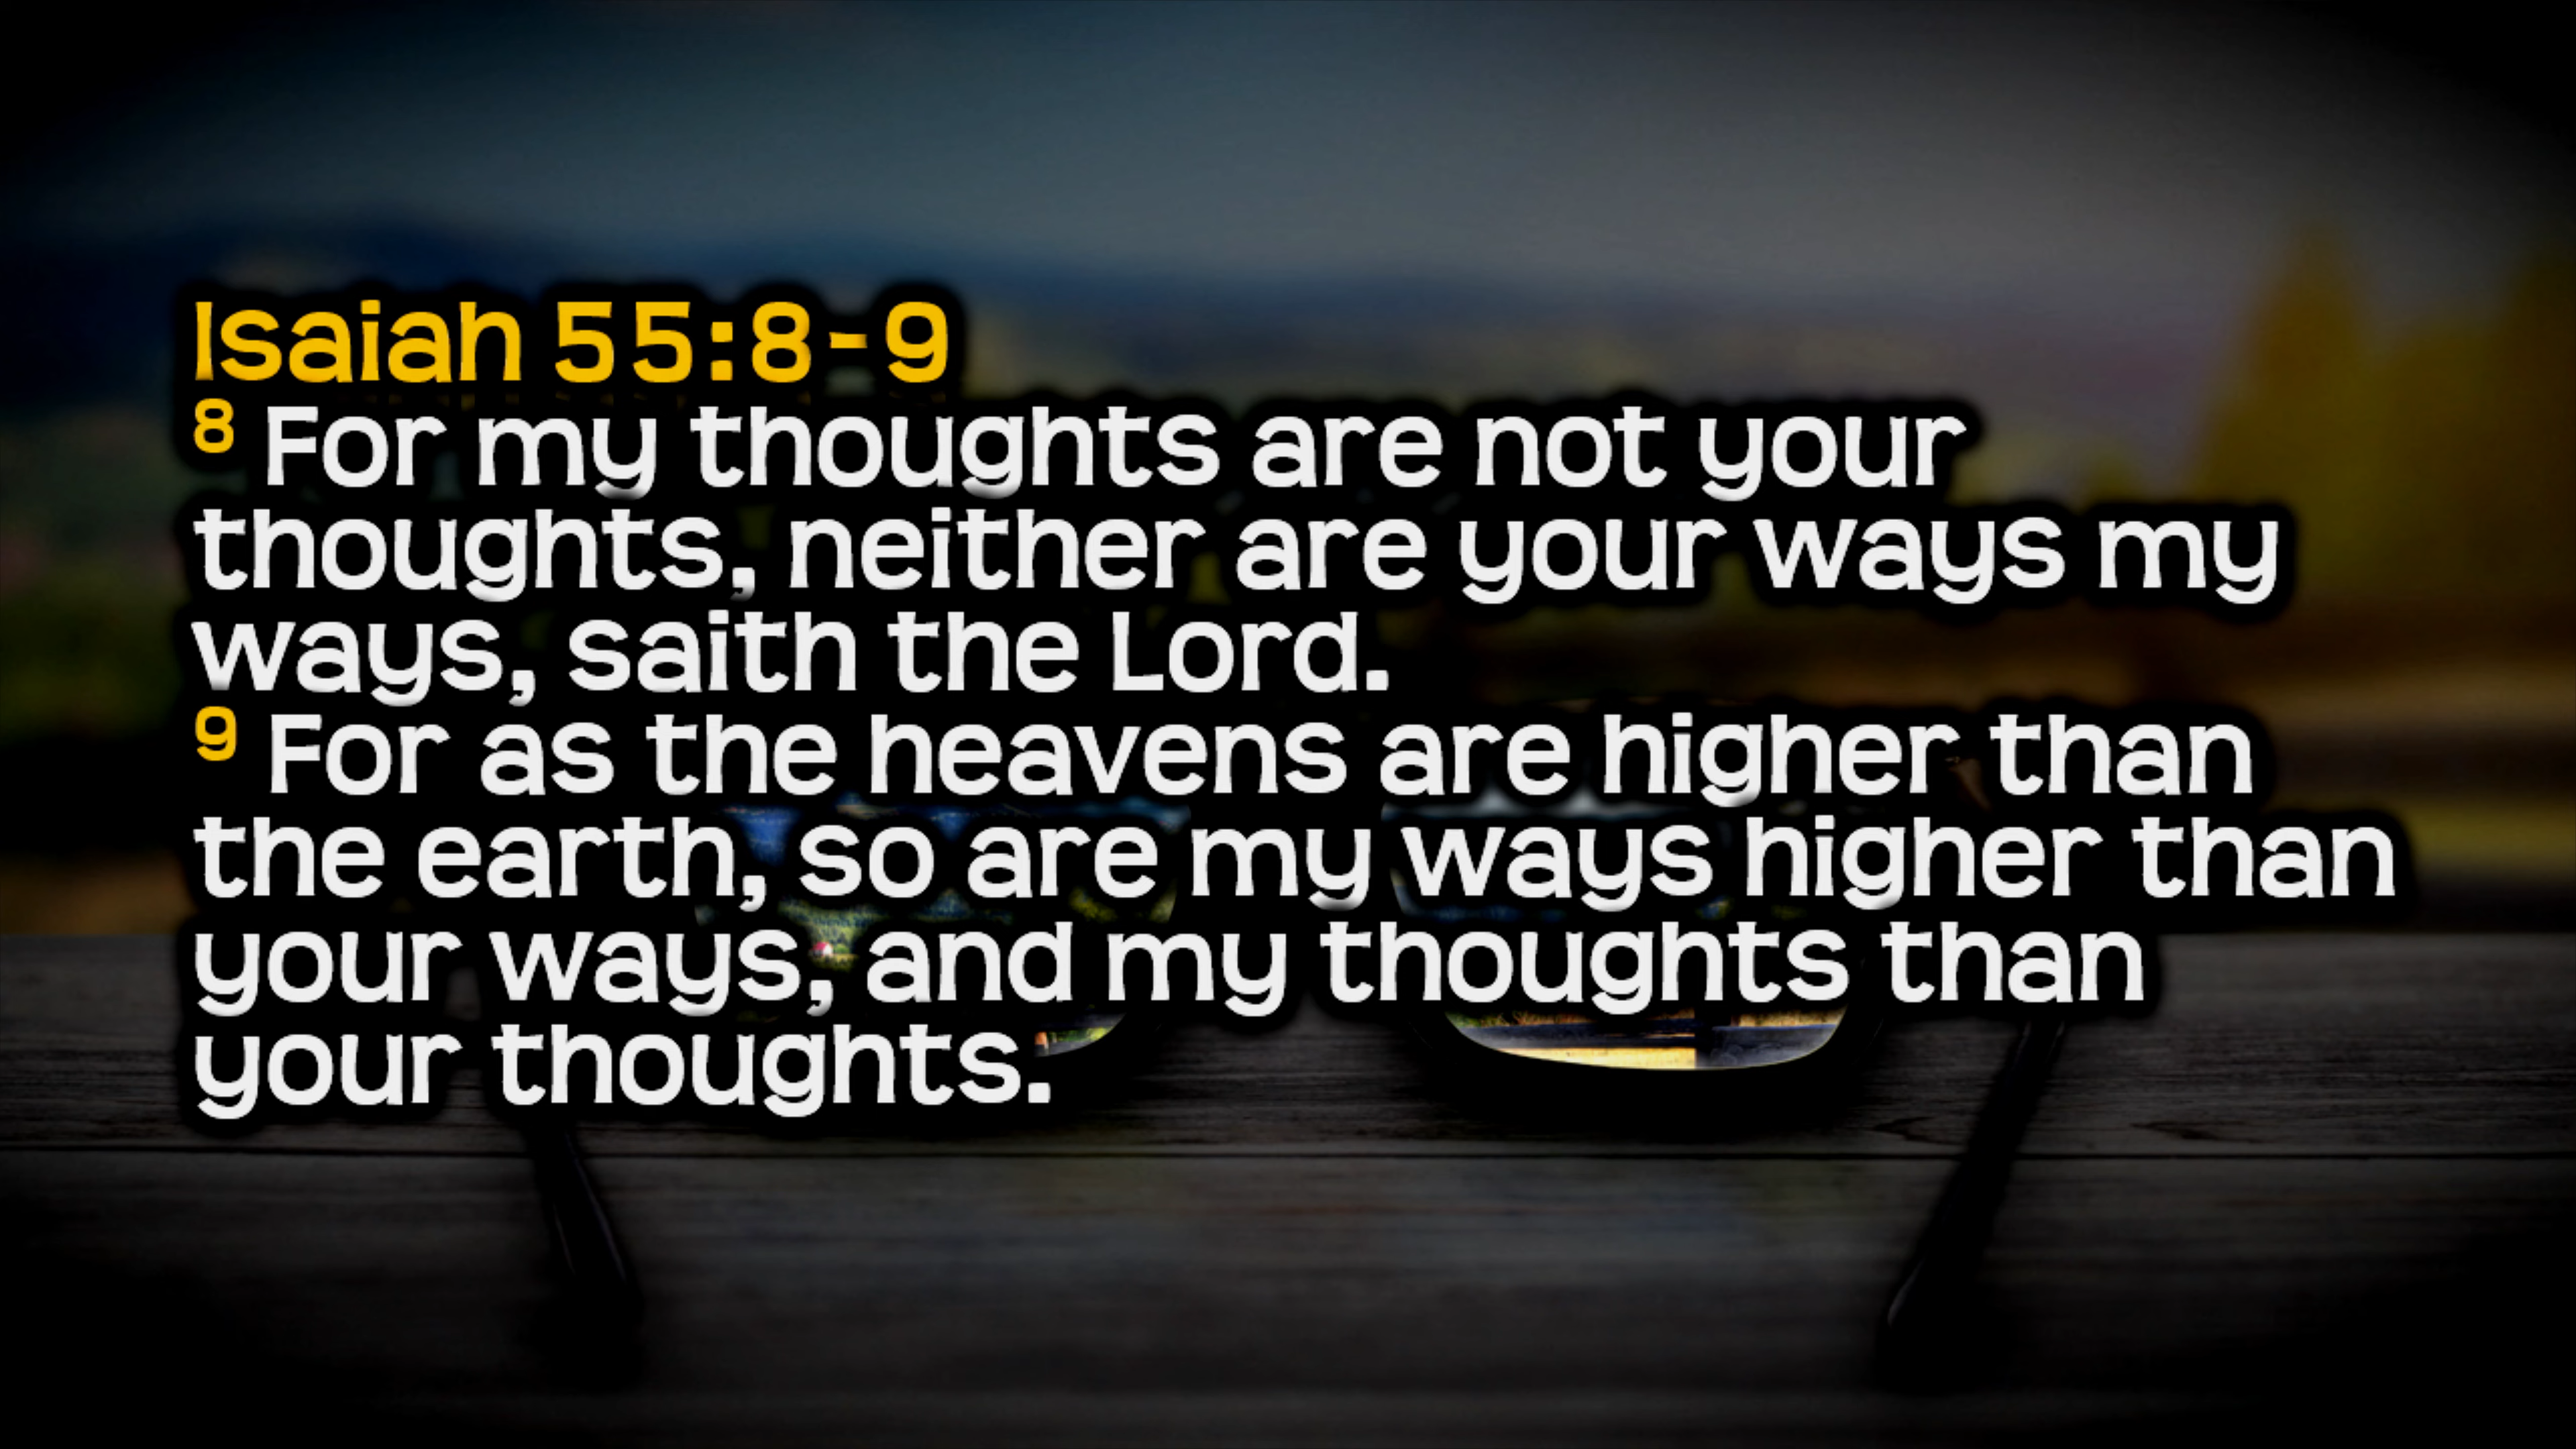 Isaiah 55:8-9
8 For my thoughts are not your
thoughts, neither are your ways my
ways, saith the Lord.
9 For as the heavens are higher than
the earth, so are my ways higher than
your ways, and my thoughts than
your thoughts.